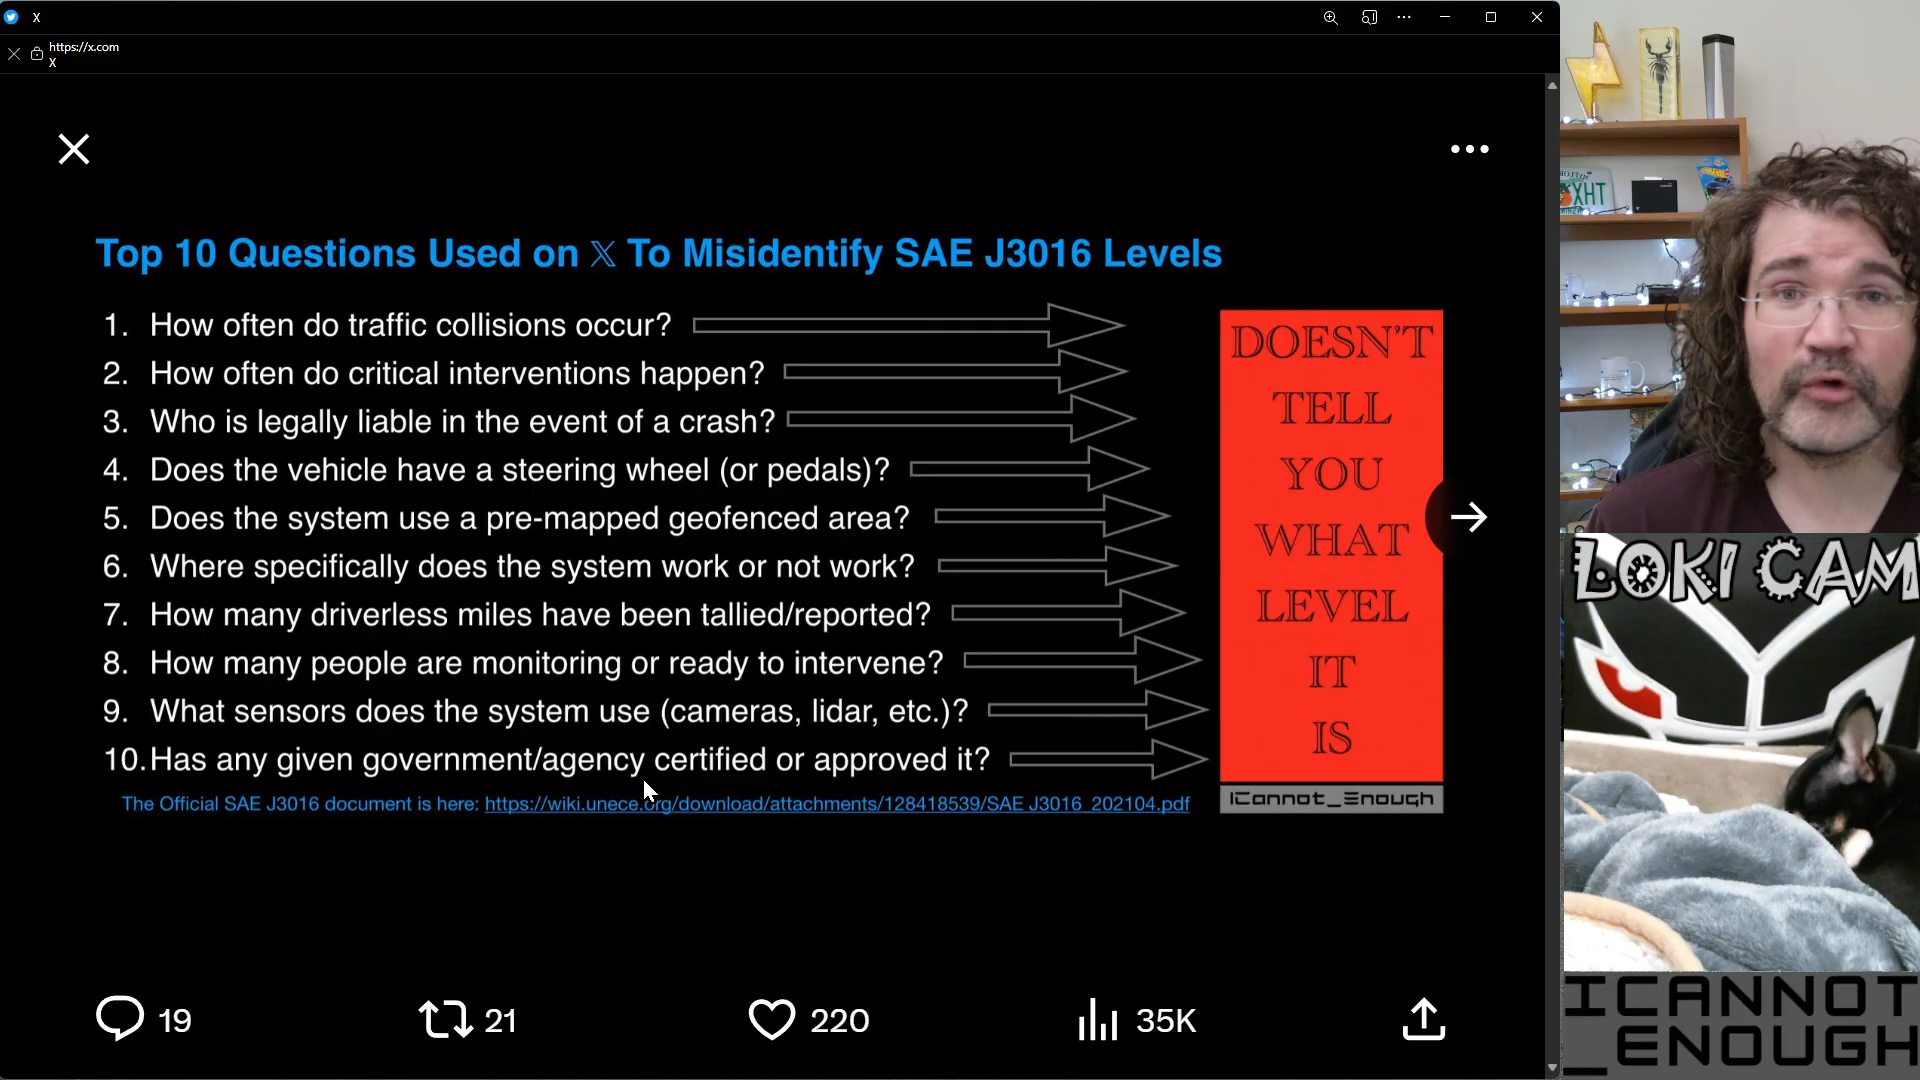 X
https://x.com
X
Top 10 Questions Used on 𝕏 To Misidentify SAE J3016 Levels
1. How often do traffic collisions occur?
2. How often do critical interventions happen?
3. Who is legally liable in the event of a crash?
4. Does the vehicle have a steering wheel (or pedals)?
5. Does the system use a pre-mapped geofenced area?
6. Where specifically does the system work or not work?
7. How many driverless miles have been tallied/reported?
8. How many people are monitoring or ready to intervene?
9. What sensors does the system use (cameras, lidar, etc.)?
10. Has any given government/agency certified or approved it?
The Official SAE J3016 document is here: https://wiki.unece.org/download/attachments/128418539/SAE J3016_202104.pdf
DOESN'T
TELL
YOU
WHAT
LEVEL
IT
IS
iCannot_Enough
19
21
220
35K
LOKI CAM
ICANNOT
_ENOUGH